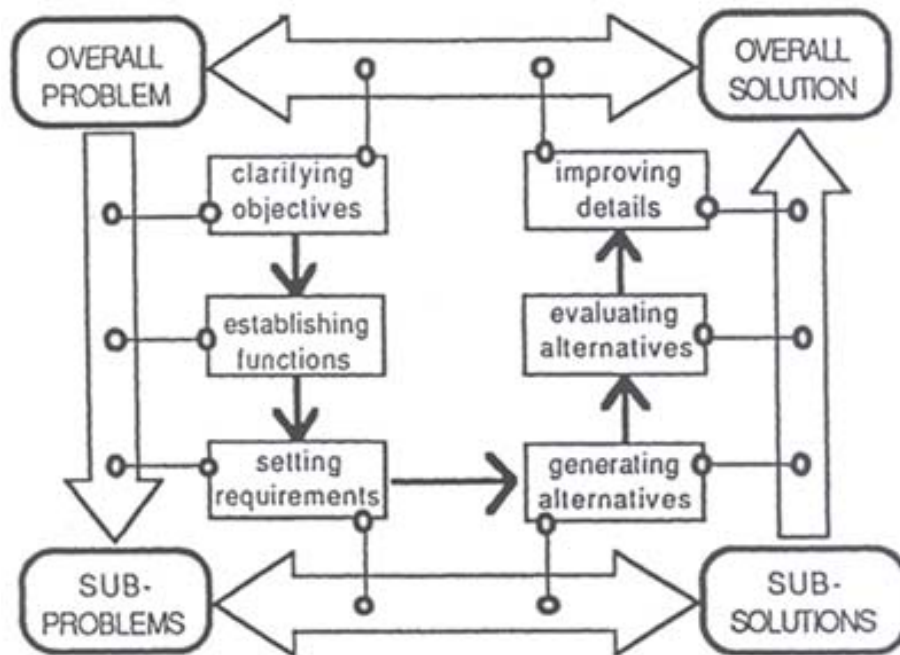 OVERALL
PROBLEM
OVERALL
SOLUTION
clarifying
objectives
improving
details
establishing
functions
evaluating
alternatives
setting
requirements
generating
alternatives
SUB-
PROBLEMS
SUB-
SOLUTIONS